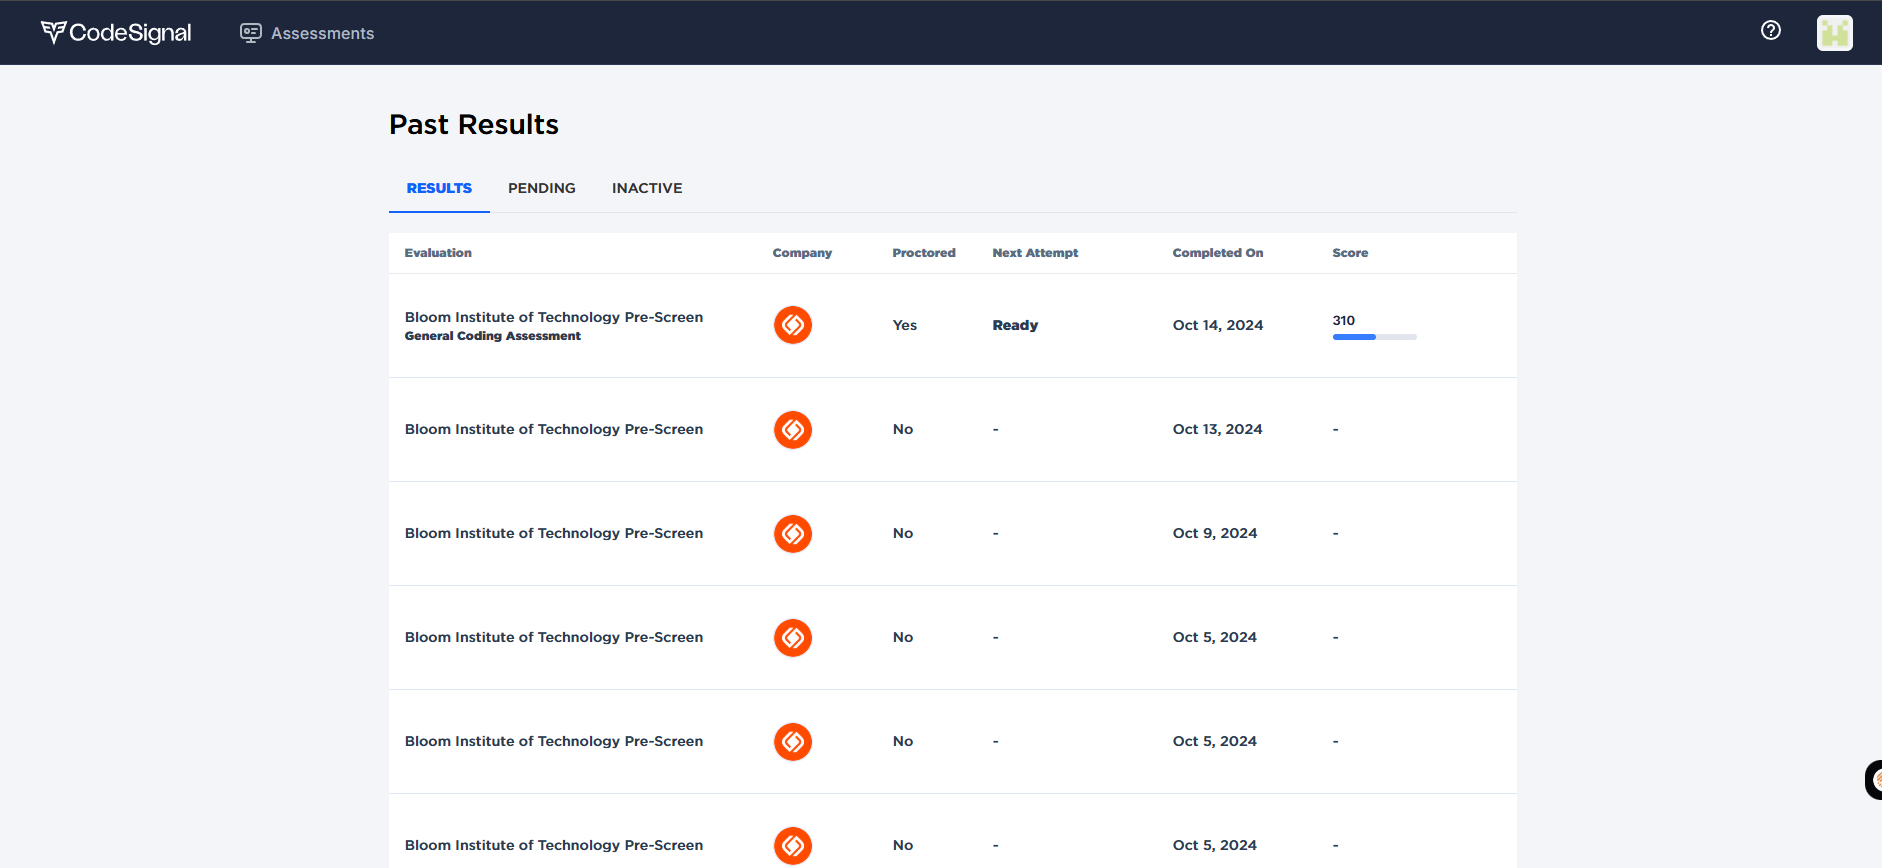 CodeSignal
Assessments
Past Results
RESULTS PENDING INACTIVE
Evaluation Company Proctored Next Attempt Completed On Score
Bloom Institute of Technology Pre-Screen
General Coding Assessment
Yes Ready Oct 14, 2024 310
Bloom Institute of Technology Pre-Screen No - Oct 13, 2024 -
Bloom Institute of Technology Pre-Screen No - Oct 9, 2024 -
Bloom Institute of Technology Pre-Screen No - Oct 5, 2024 -
Bloom Institute of Technology Pre-Screen No - Oct 5, 2024 -
Bloom Institute of Technology Pre-Screen No - Oct 5, 2024 -